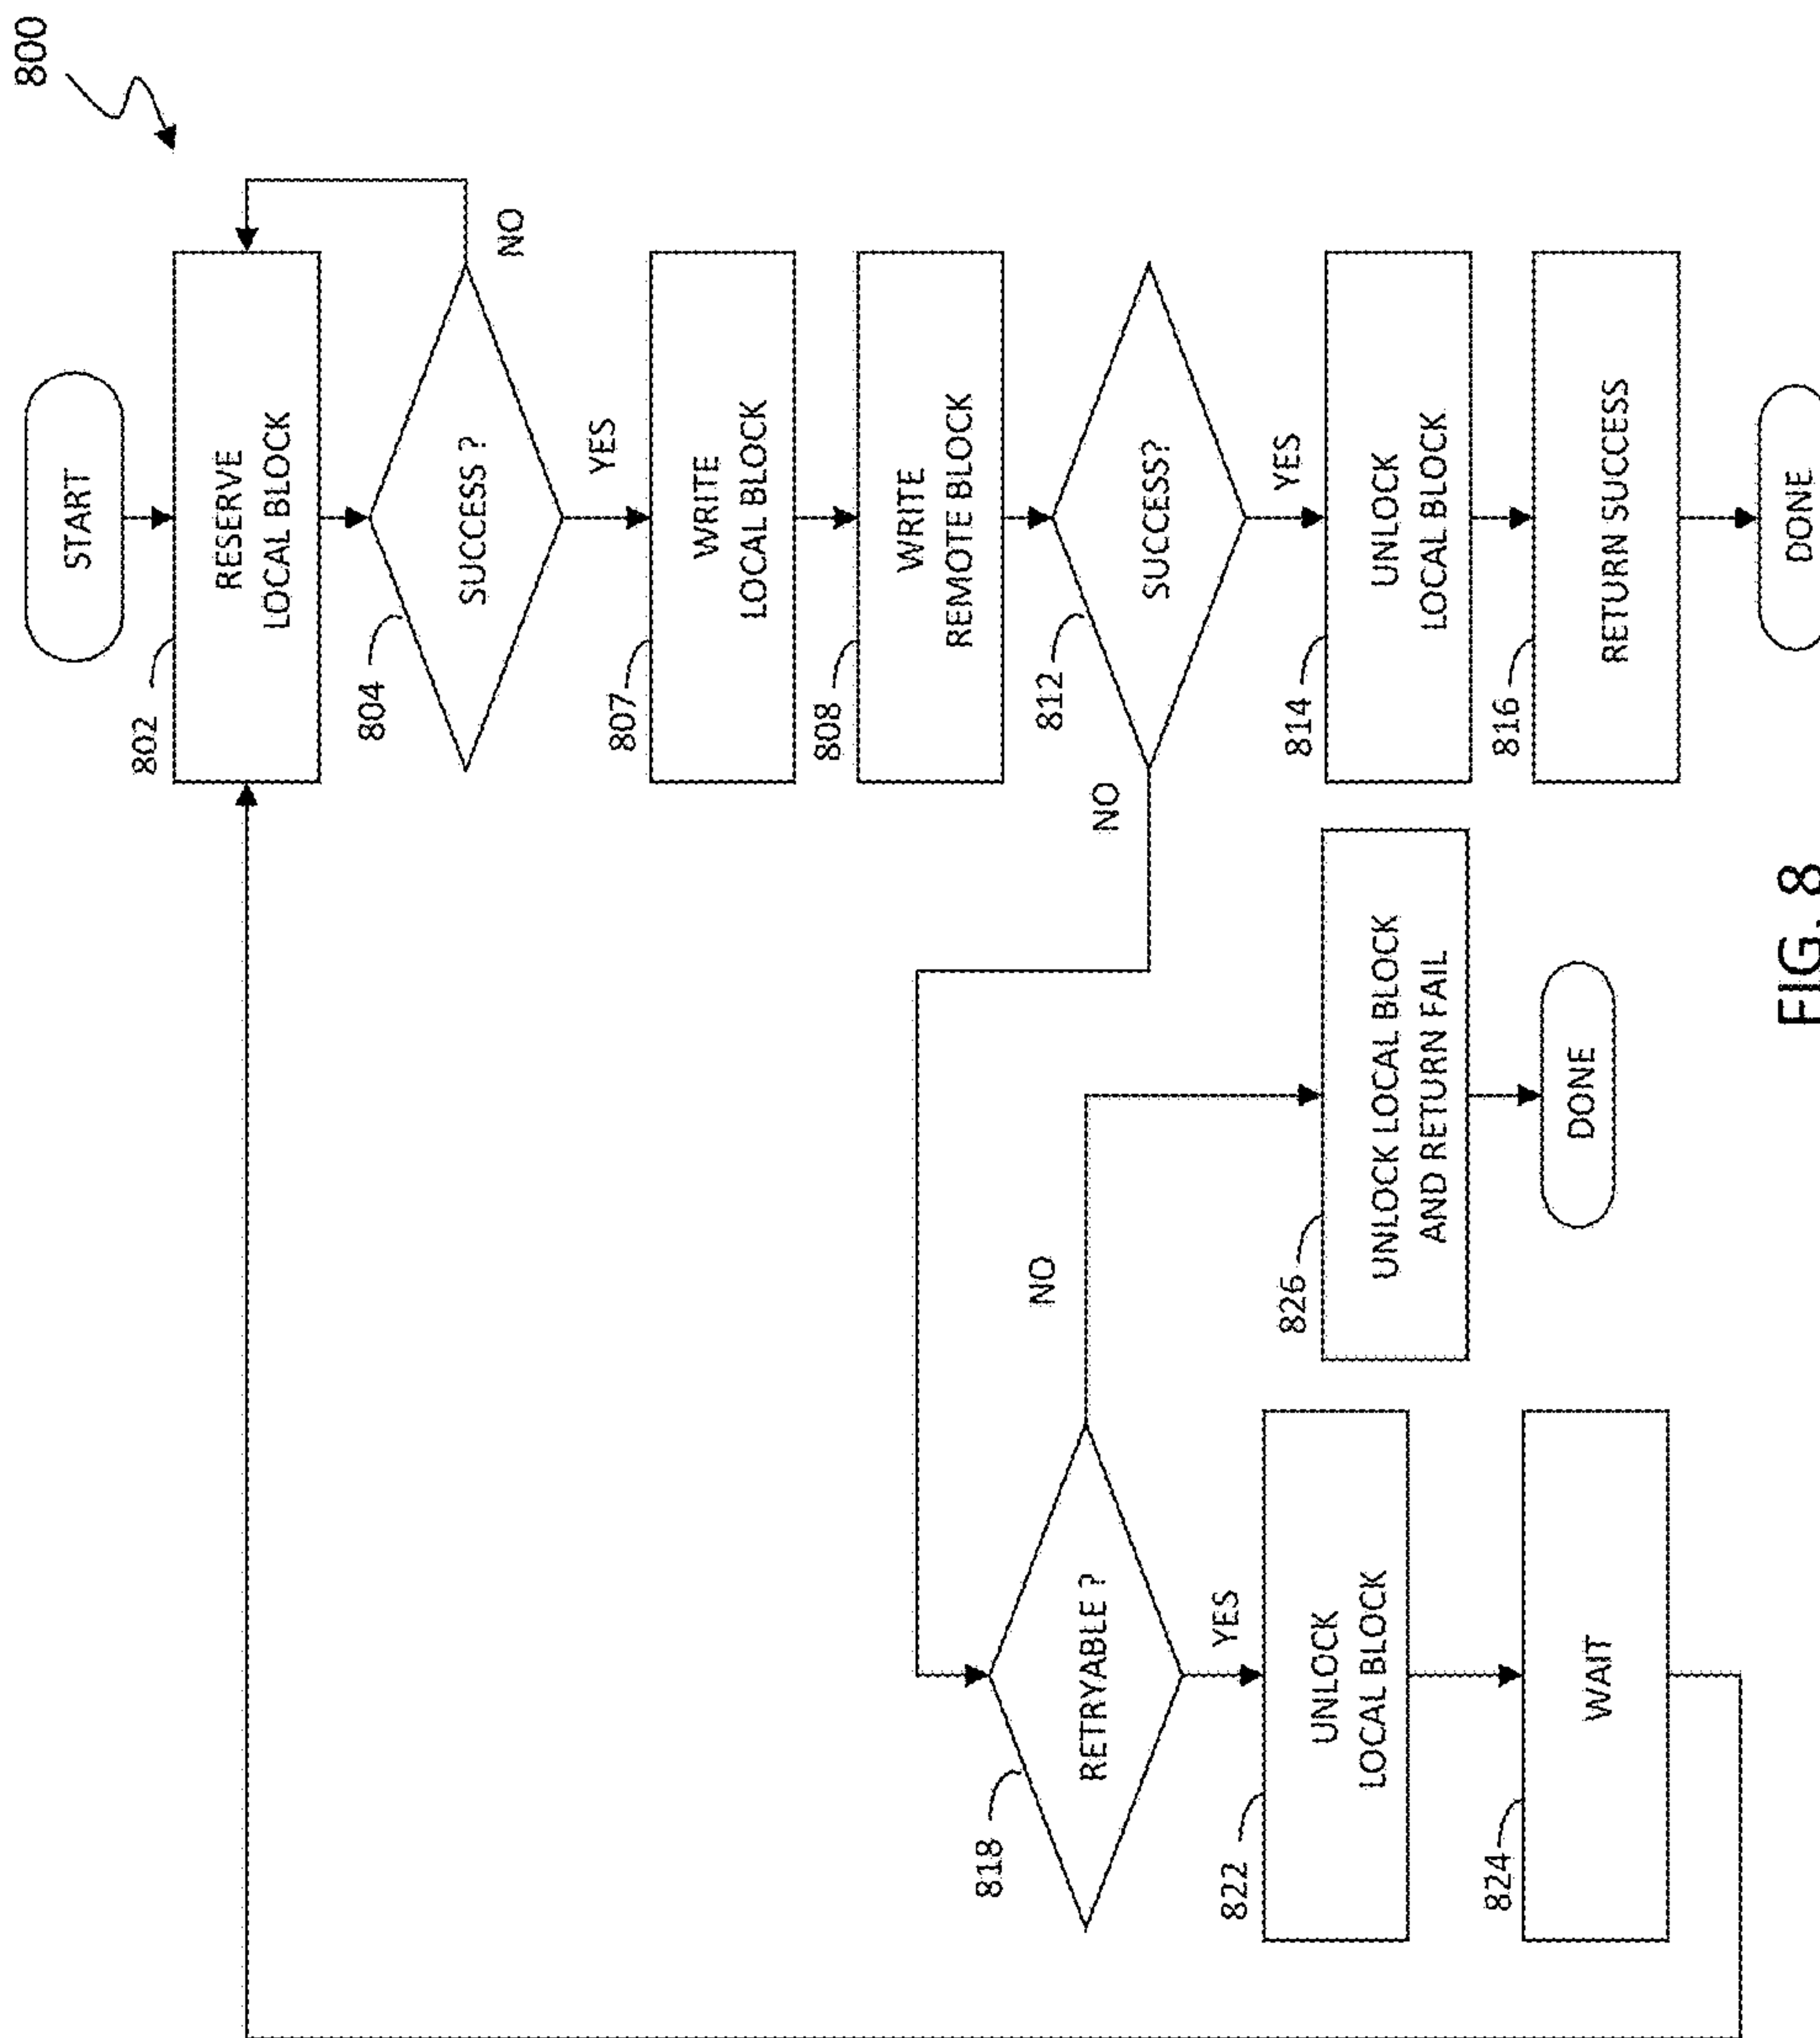 800
START
802
RESERVE
LOCAL BLOCK
804
SUCCESS ?
NO
YES
807
WRITE
LOCAL BLOCK
808
WRITE
REMOTE BLOCK
812
SUCCESS?
NO
YES
814
UNLOCK
LOCAL BLOCK
816
RETURN SUCCESS
DONE
818
RETRYABLE ?
NO
YES
822
UNLOCK
LOCAL BLOCK
824
WAIT
826
UNLOCK LOCAL BLOCK
AND RETURN FAIL
DONE
FIG. 8